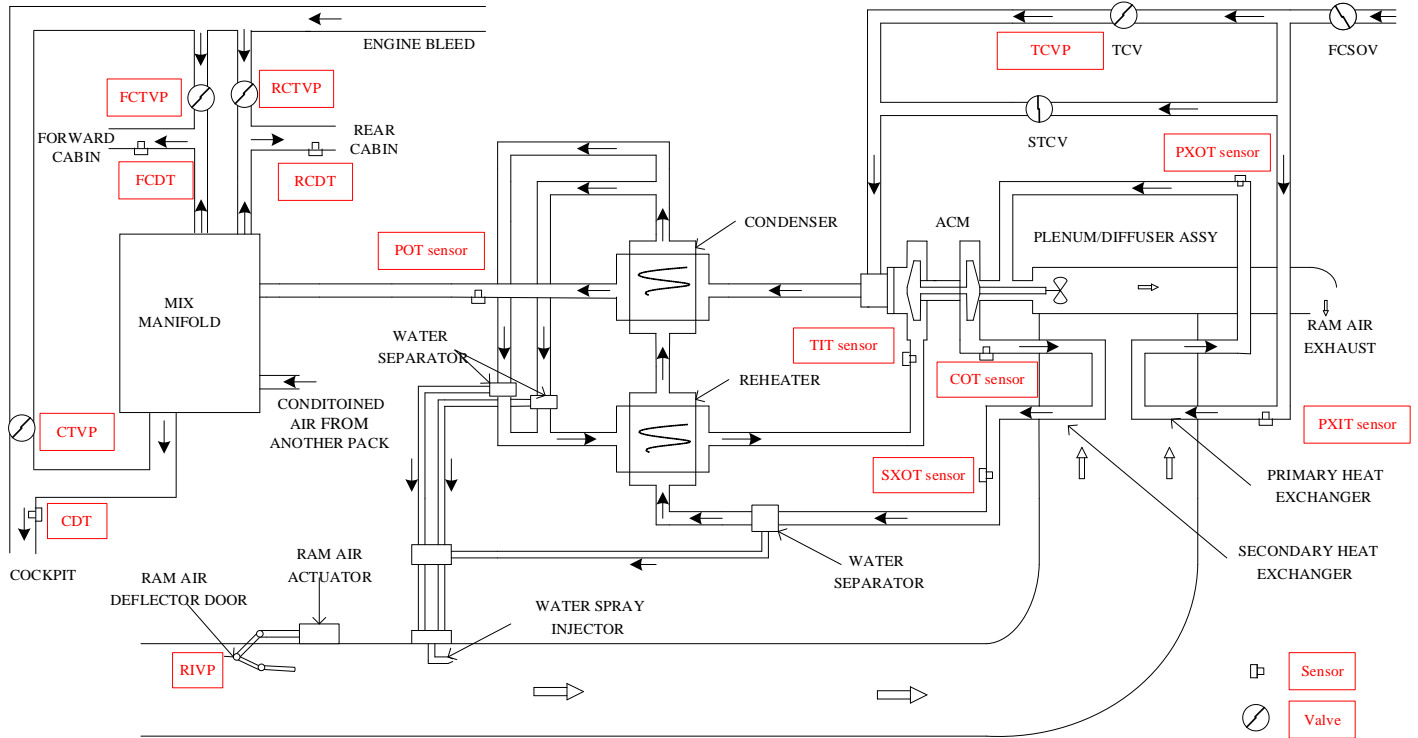 ENGINE BLEED
TCVP
TCV
FCSOV
FCTVP
RCTVP
FORWARD
CABIN
REAR
CABIN
STCV
PXOT sensor
FCDT
RCDT
CONDENSER
ACM
PLENUM/DIFFUSER ASSY
POT sensor
MIX
MANIFOLD
WATER
SEPARATOR
TIT sensor
RAM AIR
EXHAUST
REHEATER
COT sensor
CONDITOINED
AIR FROM
ANOTHER PACK
CTVP
PXIT sensor
SXOT sensor
PRIMARY HEAT
EXCHANGER
CDT
COCKPIT
RAM AIR
ACTUATOR
WATER
SEPARATOR
SECONDARY HEAT
EXCHANGER
RAM AIR
DEFLECTOR DOOR
WATER SPRAY
INJECTOR
RIVP
Sensor
Valve